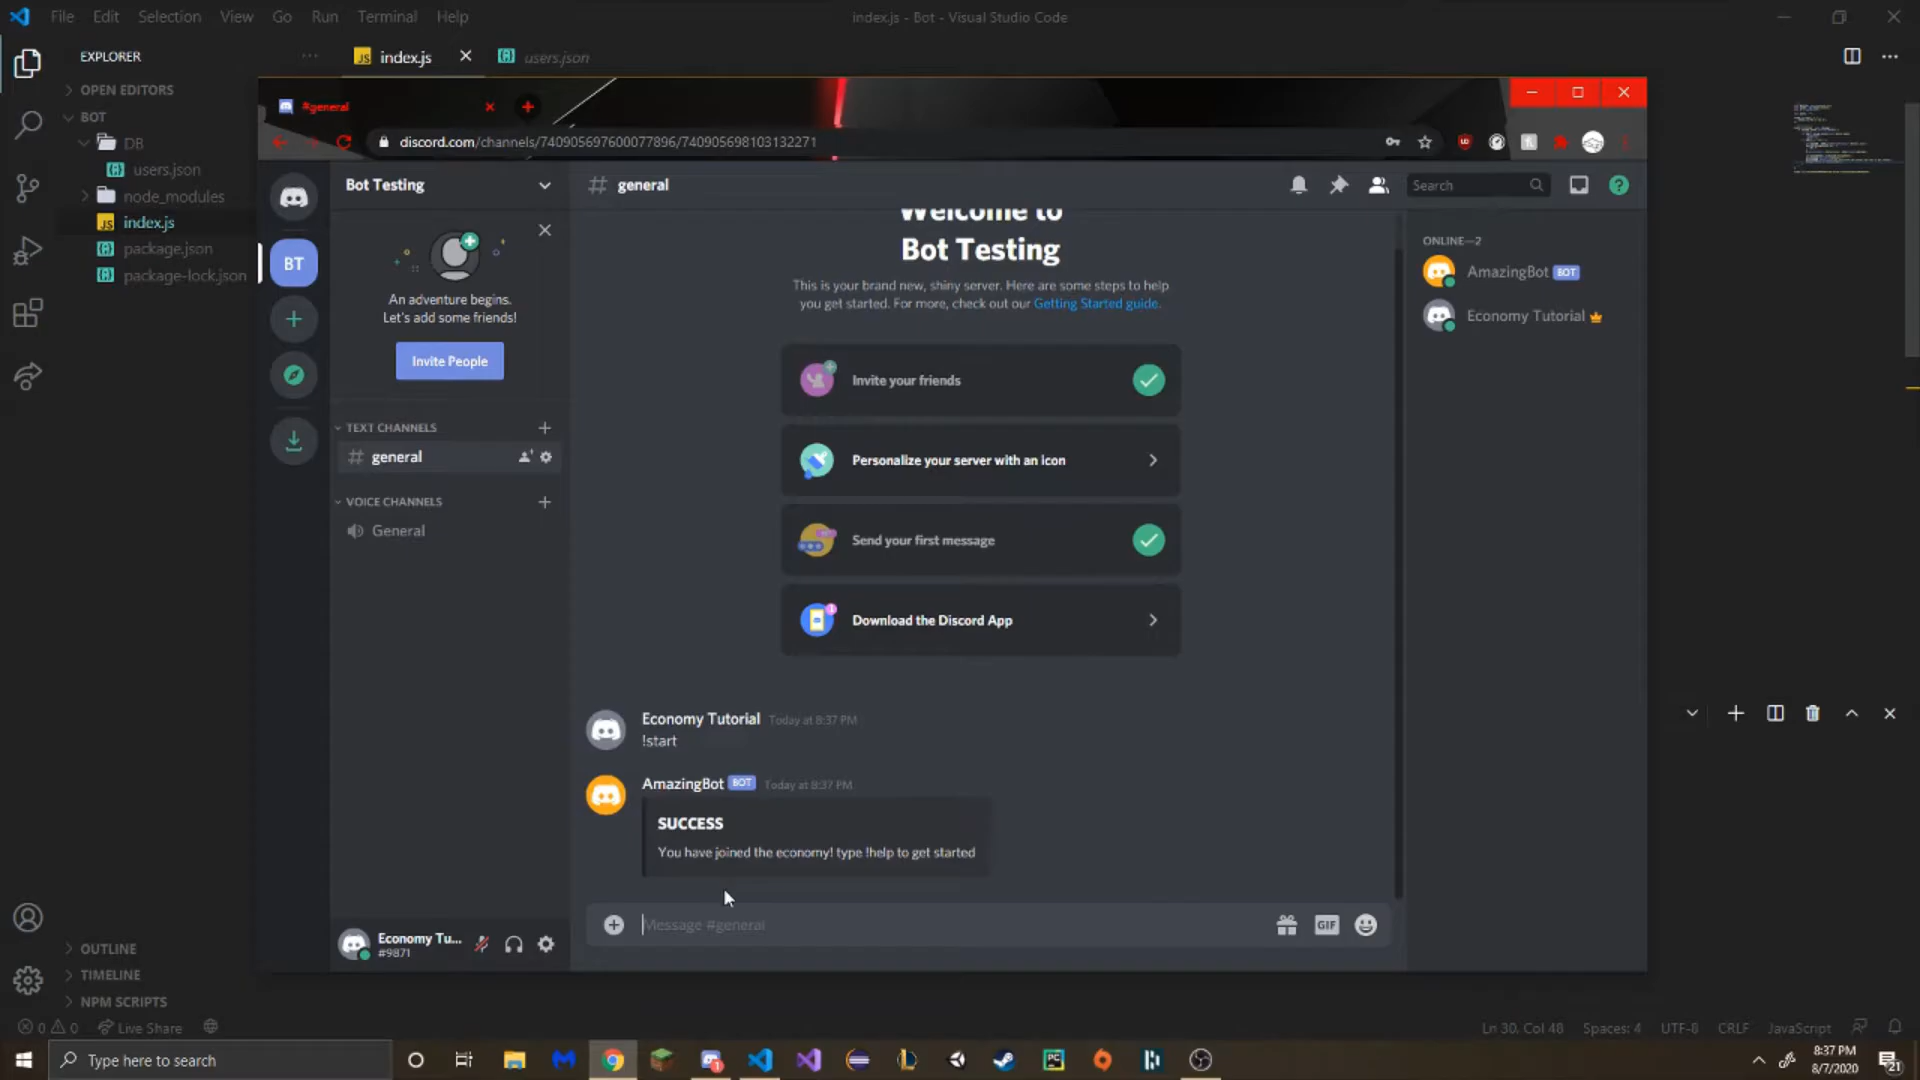 File Edit Selection View Go Run Terminal Help
index.js - Bot - Visual Studio Code
EXPLORER
index.js
users.json
OPEN EDITORS
BOT
DB
users.json
node_modules
index.js
package.json
package-lock.json
OUTLINE
TIMELINE
NPM SCRIPTS
#general
discord.com/channels/740905697600077896/740905698103132271
Bot Testing
general
Search
BT
An adventure begins.
Let's add some friends!
Invite People
TEXT CHANNELS
general
VOICE CHANNELS
General
Economy Tu...
#9871
Welcome to
Bot Testing
This is your brand new, shiny server. Here are some steps to help
you get started. For more, check out our Getting Started guide.
Invite your friends
Personalize your server with an icon
Send your first message
Download the Discord App
Economy Tutorial Today at 8:37 PM
!start
AmazingBot BOT Today at 8:37 PM
SUCCESS
You have joined the economy! type !help to get started
Message #general
GIF
ONLINE—2
AmazingBot BOT
Economy Tutorial
0 0 Live Share
Ln 30, Col 48 Spaces: 4 UTF-8 CRLF JavaScript
Type here to search
8:37 PM
8/7/2020
21